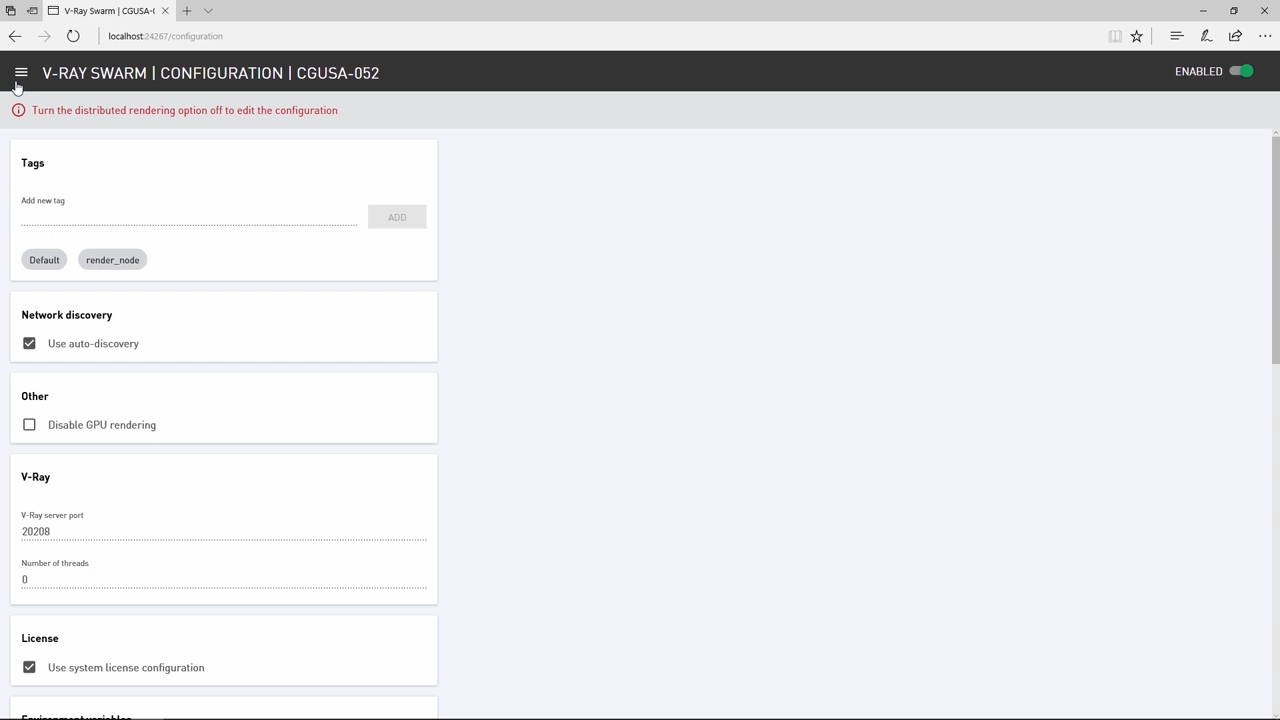 V-Ray Swarm | CGUSA-(
localhost:24267/configuration
V-RAY SWARM | CONFIGURATION | CGUSA-052
ENABLED
Turn the distributed rendering option off to edit the configuration
Tags
Add new tag
ADD
Default render_node
Network discovery
Use auto-discovery
Other
Disable GPU rendering
V-Ray
V-Ray server port
20208
Number of threads
0
License
Use system license configuration
Environment variables